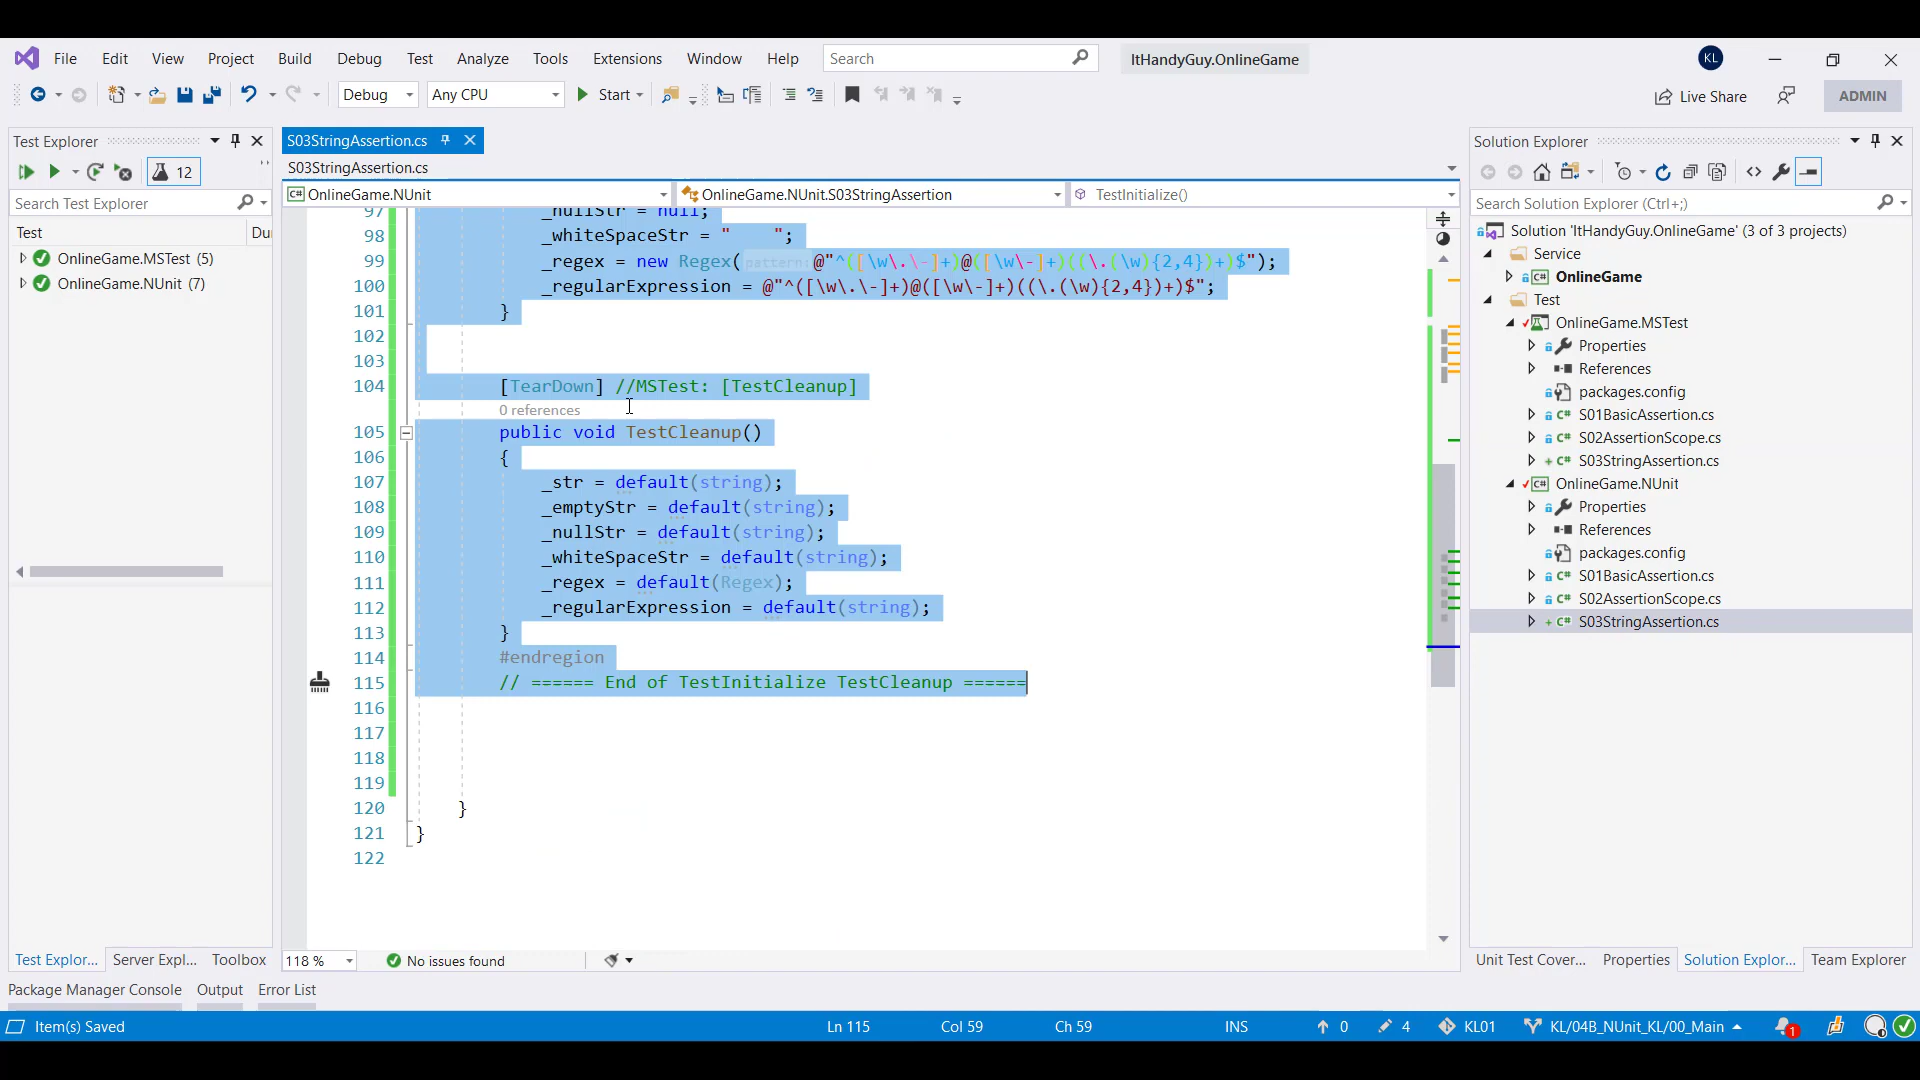 File Edit View Project Build Debug Test Analyze Tools Extensions Window Help Search ItHandyGuy.OnlineGame KL
Debug Any CPU Start Live Share ADMIN
Test Explorer
12
Search Test Explorer
Test Du
OnlineGame.MSTest (5)
OnlineGame.NUnit (7)
S03StringAssertion.cs
S03StringAssertion.cs
OnlineGame.NUnit OnlineGame.NUnit.S03StringAssertion TestInitialize()
97 _nullStr = null;
98 _whiteSpaceStr = "    ";
99 _regex = new Regex(pattern:@"^([\w\.\-]+)@([\w\-]+)((\.(\w){2,4})+)$");
100 _regularExpression = @"^([\w\.\-]+)@([\w\-]+)((\.(\w){2,4})+)$";
101 }
102
103
104 [TearDown] //MSTest: [TestCleanup]
0 references
105 public void TestCleanup()
106 {
107 _str = default(string);
108 _emptyStr = default(string);
109 _nullStr = default(string);
110 _whiteSpaceStr = default(string);
111 _regex = default(Regex);
112 _regularExpression = default(string);
113 }
114 #endregion
115 // ====== End of TestInitialize TestCleanup ======
116
117
118
119
120 }
121 }
122
Solution Explorer
Search Solution Explorer (Ctrl+;)
Solution 'ItHandyGuy.OnlineGame' (3 of 3 projects)
Service
OnlineGame
Test
OnlineGame.MSTest
Properties
References
packages.config
S01BasicAssertion.cs
S02AssertionScope.cs
S03StringAssertion.cs
OnlineGame.NUnit
Properties
References
packages.config
S01BasicAssertion.cs
S02AssertionScope.cs
S03StringAssertion.cs
Test Explor... Server Expl... Toolbox
118 % No issues found
Unit Test Cover... Properties Solution Explor... Team Explorer
Package Manager Console Output Error List
Item(s) Saved Ln 115 Col 59 Ch 59 INS 0 4 KL01 KL/04B_NUnit_KL/00_Main 1